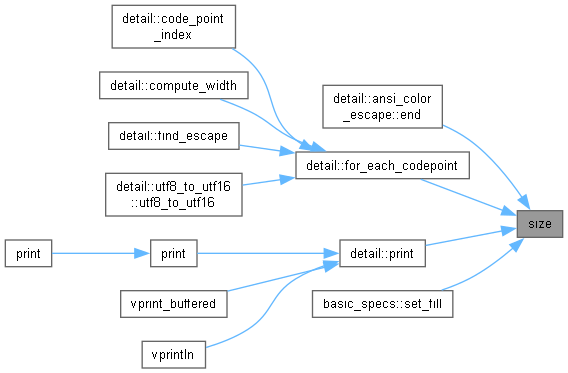 detail::code_point
_index
detail::compute_width
detail::find_escape
detail::utf8_to_utf16
::utf8_to_utf16
detail::ansi_color
_escape::end
detail::for_each_codepoint
size
print
print
detail::print
vprint_buffered
vprintln
basic_specs::set_fill